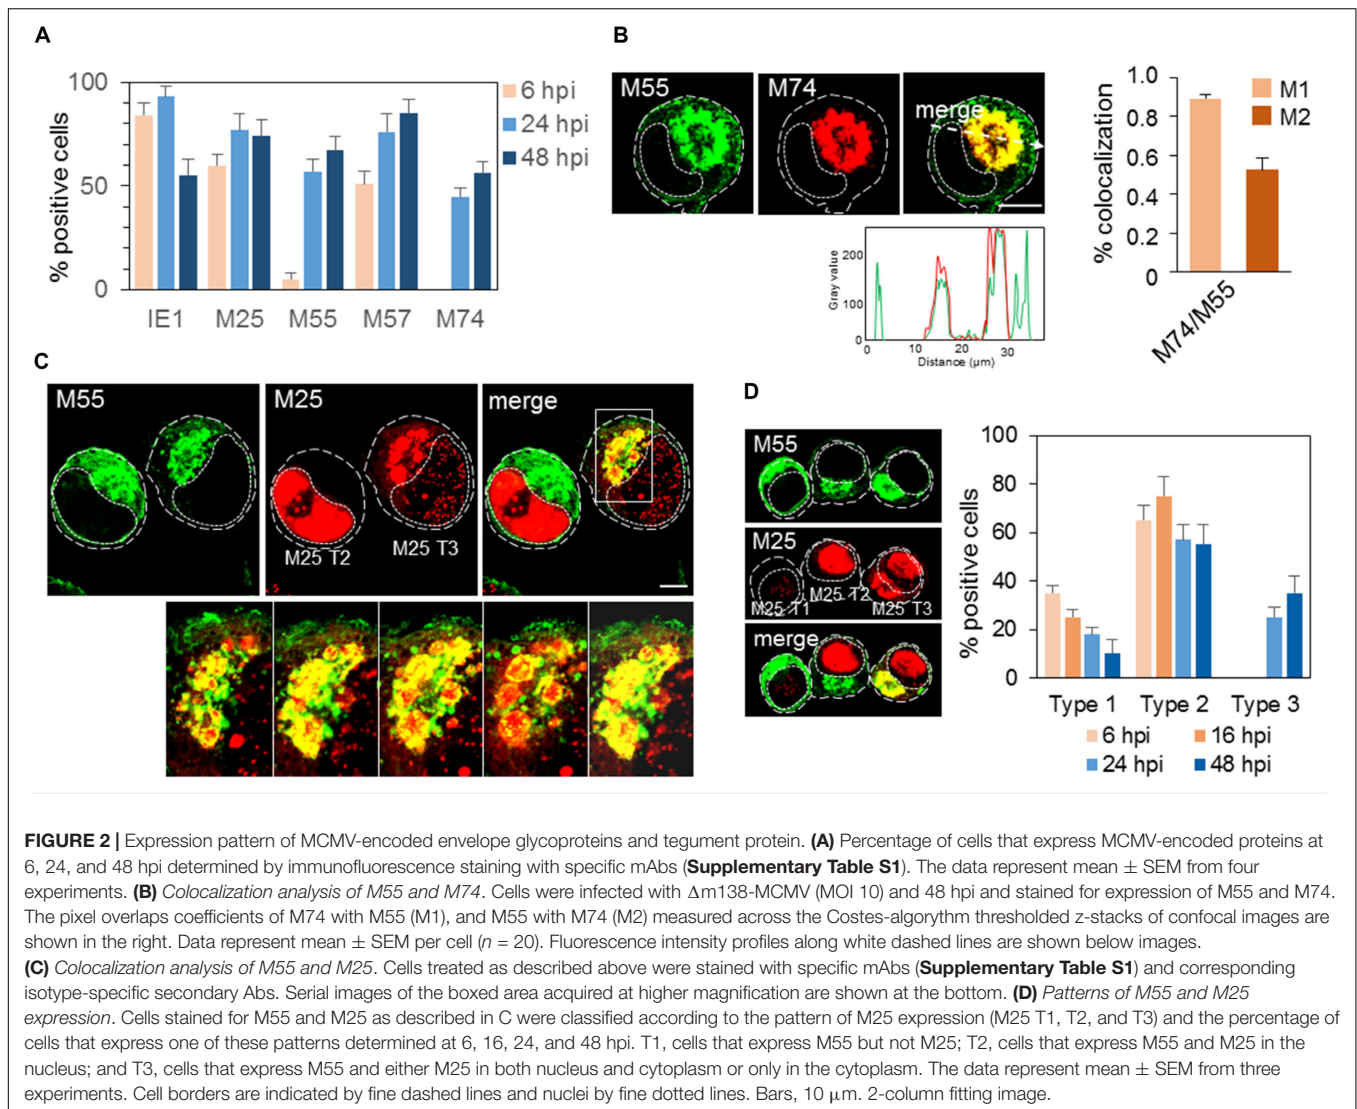 A
100
50
0
% positive cells
6 hpi
24 hpi
48 hpi
IE1 M25 M55 M57 M74
B
M55 M74 merge
Gray value
200
100
0
0 10 20 30
Distance (µm)
% colocalization
1.0
0.8
0.6
0.4
0.2
0
M1
M2
M74/M55
C
M55 M25 merge
M25 T2 M25 T3
D
M55
M25
M25 T1 M25 T2 M25 T3
merge
% positive cells
100
80
60
40
20
0
Type 1 Type 2 Type 3
6 hpi 16 hpi
24 hpi 48 hpi
FIGURE 2 | Expression pattern of MCMV-encoded envelope glycoproteins and tegument protein. (A) Percentage of cells that express MCMV-encoded proteins at
6, 24, and 48 hpi determined by immunofluorescence staining with specific mAbs (Supplementary Table S1). The data represent mean ± SEM from four
experiments. (B) Colocalization analysis of M55 and M74. Cells were infected with Δm138-MCMV (MOI 10) and 48 hpi and stained for expression of M55 and M74.
The pixel overlaps coefficients of M74 with M55 (M1), and M55 with M74 (M2) measured across the Costes-algorythm thresholded z-stacks of confocal images are
shown in the right. Data represent mean ± SEM per cell (n = 20). Fluorescence intensity profiles along white dashed lines are shown below images.
(C) Colocalization analysis of M55 and M25. Cells treated as described above were stained with specific mAbs (Supplementary Table S1) and corresponding
isotype-specific secondary Abs. Serial images of the boxed area acquired at higher magnification are shown at the bottom. (D) Patterns of M55 and M25
expression. Cells stained for M55 and M25 as described in C were classified according to the pattern of M25 expression (M25 T1, T2, and T3) and the percentage of
cells that express one of these patterns determined at 6, 16, 24, and 48 hpi. T1, cells that express M55 but not M25; T2, cells that express M55 and M25 in the
nucleus; and T3, cells that express M55 and either M25 in both nucleus and cytoplasm or only in the cytoplasm. The data represent mean ± SEM from three
experiments. Cell borders are indicated by fine dashed lines and nuclei by fine dotted lines. Bars, 10 µm. 2-column fitting image.